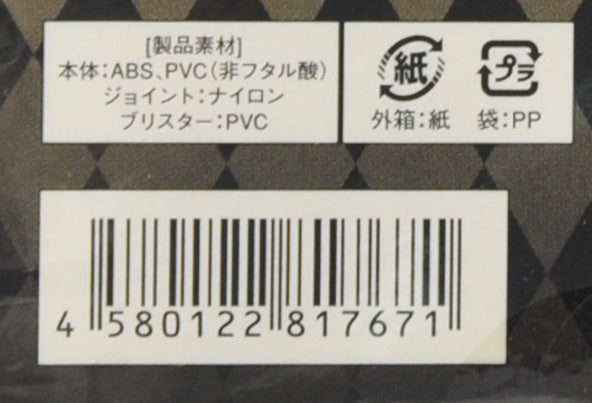 [製品素材]
本体：ABS、PVC（非フタル酸）
ジョイント：ナイロン
ブリスター：PVC
紙
プラ
外箱：紙
袋：PP
4 580122 817671